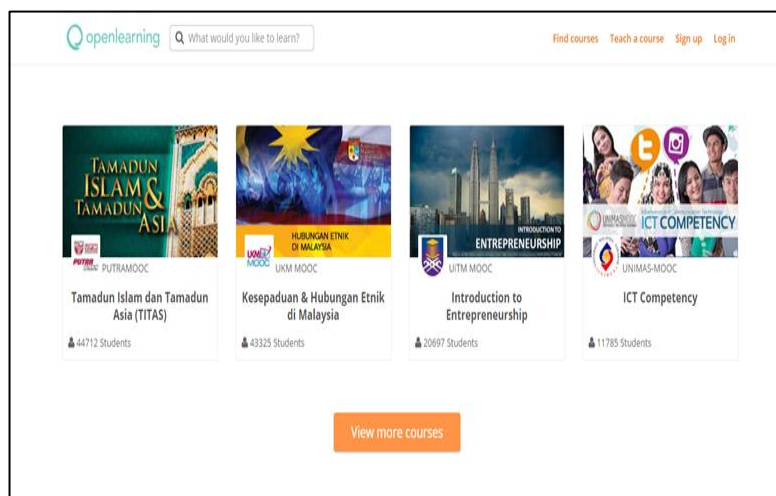 openlearning
What would you like to learn?
Find courses Teach a course Sign up Log in
TAMADUN
ISLAM &
TAMADUN
ASIA
PUTRA
PUTRAMOOC
Tamadun Islam dan Tamadun
Asia (TITAS)
44712 Students
HUBUNGAN ETNIK
DI MALAYSIA
UKM
MOOC
UKM MOOC
Kesepaduan & Hubungan Etnik
di Malaysia
43325 Students
INTRODUCTION TO
ENTREPRENEURSHIP
UiTM MOOC
Introduction to
Entrepreneurship
20697 Students
UNIMASMOOC
ICT COMPETENCY
UNIMAS-MOOC
ICT Competency
11785 Students
View more courses